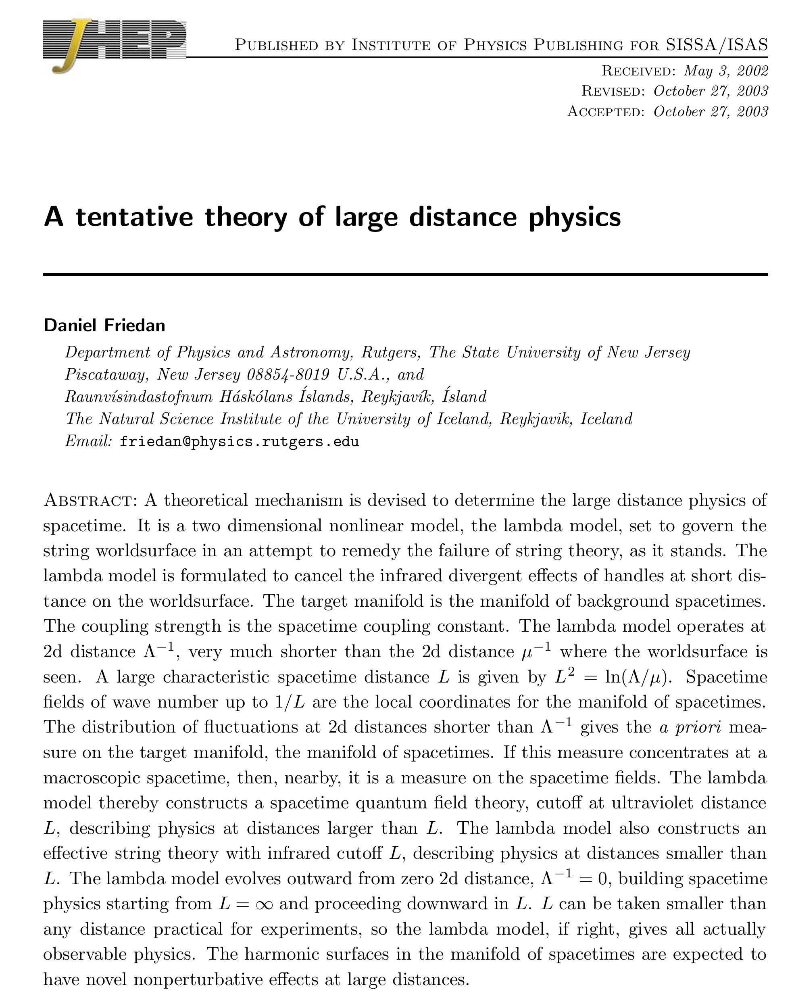 JHEP
Published by Institute of Physics Publishing for SISSA/ISAS
Received: May 3, 2002
Revised: October 27, 2003
Accepted: October 27, 2003
A tentative theory of large distance physics
Daniel Friedan
Department of Physics and Astronomy, Rutgers, The State University of New Jersey
Piscataway, New Jersey 08854-8019 U.S.A., and
Raunvísindastofnum Háskólans Íslands, Reykjavík, Ísland
The Natural Science Institute of the University of Iceland, Reykjavik, Iceland
Email: friedan@physics.rutgers.edu
Abstract: A theoretical mechanism is devised to determine the large distance physics of
spacetime. It is a two dimensional nonlinear model, the lambda model, set to govern the
string worldsurface in an attempt to remedy the failure of string theory, as it stands. The
lambda model is formulated to cancel the infrared divergent effects of handles at short dis-
tance on the worldsurface. The target manifold is the manifold of background spacetimes.
The coupling strength is the spacetime coupling constant. The lambda model operates at
2d distance Λ⁻¹, very much shorter than the 2d distance μ⁻¹ where the worldsurface is
seen. A large characteristic spacetime distance L is given by L² = ln(Λ/μ). Spacetime
fields of wave number up to 1/L are the local coordinates for the manifold of spacetimes.
The distribution of fluctuations at 2d distances shorter than Λ⁻¹ gives the a priori mea-
sure on the target manifold, the manifold of spacetimes. If this measure concentrates at a
macroscopic spacetime, then, nearby, it is a measure on the spacetime fields. The lambda
model thereby constructs a spacetime quantum field theory, cutoff at ultraviolet distance
L, describing physics at distances larger than L. The lambda model also constructs an
effective string theory with infrared cutoff L, describing physics at distances smaller than
L. The lambda model evolves outward from zero 2d distance, Λ⁻¹ = 0, building spacetime
physics starting from L = ∞ and proceeding downward in L. L can be taken smaller than
any distance practical for experiments, so the lambda model, if right, gives all actually
observable physics. The harmonic surfaces in the manifold of spacetimes are expected to
have novel nonperturbative effects at large distances.